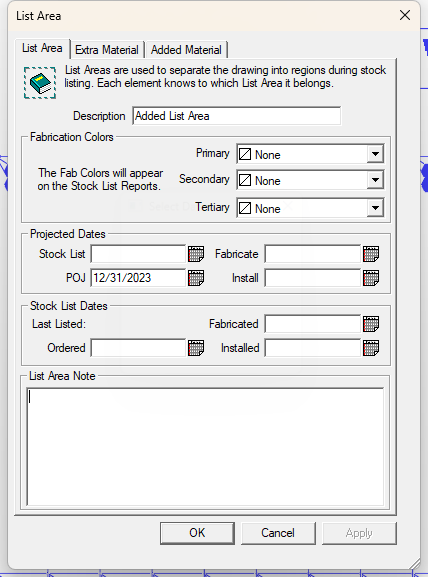 List Area
List Area Extra Material Added Material
List Areas are used to separate the drawing into regions during stock
listing. Each element knows to which List Area it belongs.
Description Added List Area
Fabrication Colors
The Fab Colors will appear
on the Stock List Reports.
Primary None
Secondary None
Tertiary None
Projected Dates
Stock List Fabricate
POJ 12/31/2023 Install
Stock List Dates
Last Listed: Fabricated
Ordered Installed
List Area Note
OK Cancel Apply